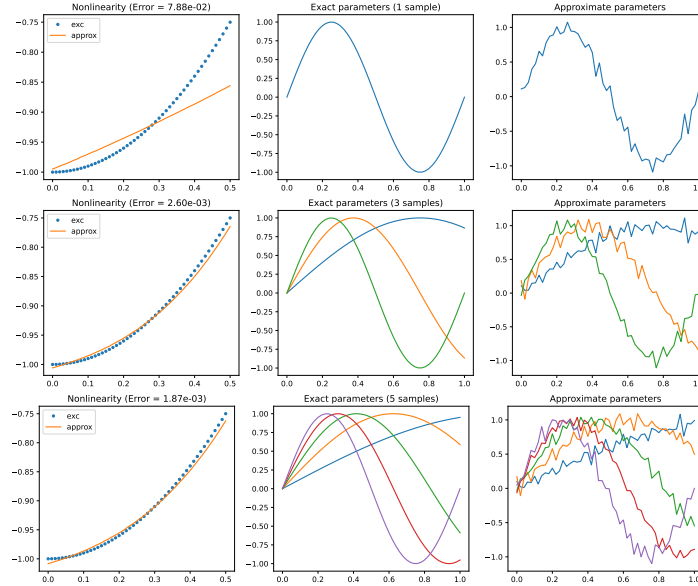 Nonlinearity (Error = 7.88e-02)
Exact parameters (1 sample)
Approximate parameters
exc
approx
−0.75
−0.80
−0.85
−0.90
−0.95
−1.00
0.0 0.1 0.2 0.3 0.4 0.5
1.00
0.75
0.50
0.25
0.00
−0.25
−0.50
−0.75
−1.00
0.0 0.2 0.4 0.6 0.8 1.0
1.0
0.5
0.0
−0.5
−1.0
0.0 0.2 0.4 0.6 0.8 1.0
Nonlinearity (Error = 2.60e-03)
Exact parameters (3 samples)
Approximate parameters
exc
approx
−0.75
−0.80
−0.85
−0.90
−0.95
−1.00
0.0 0.1 0.2 0.3 0.4 0.5
1.00
0.75
0.50
0.25
0.00
−0.25
−0.50
−0.75
−1.00
0.0 0.2 0.4 0.6 0.8 1.0
1.0
0.5
0.0
−0.5
−1.0
0.0 0.2 0.4 0.6 0.8 1.0
Nonlinearity (Error = 1.87e-03)
Exact parameters (5 samples)
Approximate parameters
exc
approx
−0.75
−0.80
−0.85
−0.90
−0.95
−1.00
0.0 0.1 0.2 0.3 0.4 0.5
1.00
0.75
0.50
0.25
0.00
−0.25
−0.50
−0.75
−1.00
0.0 0.2 0.4 0.6 0.8 1.0
1.0
0.5
0.0
−0.5
−1.0
0.0 0.2 0.4 0.6 0.8 1.0